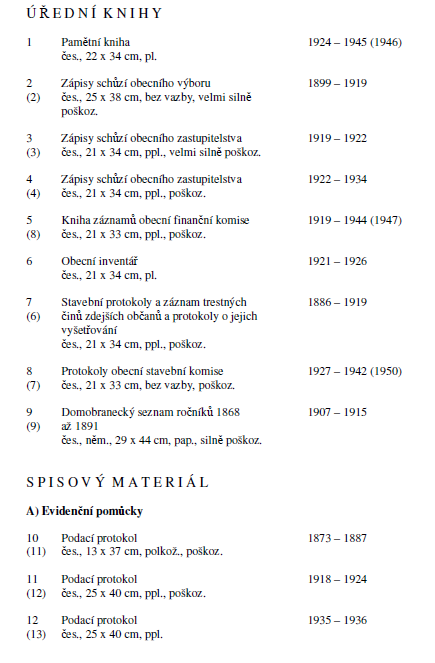 ÚŘEDNÍ KNIHY
1 Pamětní kniha 1924 – 1945 (1946)
čes., 22 x 34 cm, pl.
2 Zápisy schůzí obecního výboru 1899 – 1919
(2) čes., 25 x 38 cm, bez vazby, velmi silně
poškoz.
3 Zápisy schůzí obecního zastupitelstva 1919 – 1922
(3) čes., 21 x 34 cm, ppl., velmi silně poškoz.
4 Zápisy schůzí obecního zastupitelstva 1922 – 1934
(4) čes., 21 x 34 cm, ppl., poškoz.
5 Kniha záznamů obecní finanční komise 1919 – 1944 (1947)
(8) čes., 21 x 33 cm, ppl., poškoz.
6 Obecní inventář 1921 – 1926
čes., 21 x 34 cm, pl.
7 Stavební protokoly a záznam trestných 1886 – 1919
(6) činů zdejších občanů a protokoly o jejich
vyšetřování
čes., 21 x 34 cm, ppl., poškoz.
8 Protokoly obecní stavební komise 1927 – 1942 (1950)
(7) čes., 21 x 33 cm, bez vazby, poškoz.
9 Domobranecký seznam ročníků 1868 1907 – 1915
(9) až 1891
čes., něm., 29 x 44 cm, pap., silně poškoz.
SPISOVÝ MATERIÁL
A) Evidenční pomůcky
10 Podací protokol 1873 – 1887
(11) čes., 13 x 37 cm, polkož., poškoz.
11 Podací protokol 1918 – 1924
(12) čes., 25 x 40 cm, ppl., poškoz.
12 Podací protokol 1935 – 1936
(13) čes., 25 x 40 cm, ppl.